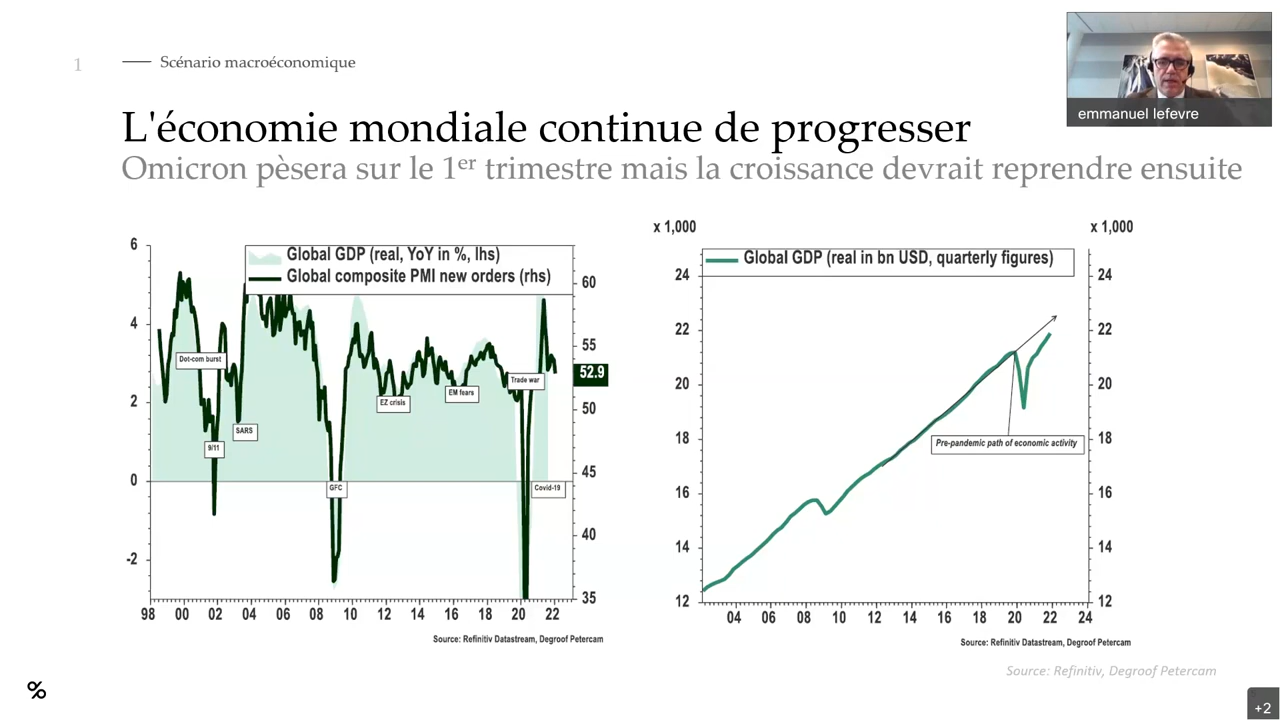 1
Scénario macroéconomique
emmanuel lefevre
L'économie mondiale continue de progresser
Omicron pèsera sur le 1er trimestre mais la croissance devrait reprendre ensuite
Global GDP (real, YoY in %, lhs)
Global composite PMI new orders (rhs)
6
4
2
0
-2
60
55
52.9
50
45
40
35
Dot-com burst
9/11
SARS
GFC
EZ crisis
EM fears
Trade war
Covid-19
98 00 02 04 06 08 10 12 14 16 18 20 22
Source: Refinitiv Datastream, Degroof Petercam
x 1,000
x 1,000
Global GDP (real in bn USD, quarterly figures)
24
22
20
18
16
14
12
24
22
20
18
16
14
12
Pre-pandemic path of economic activity
04 06 08 10 12 14 16 18 20 22 24
Source: Refinitiv Datastream, Degroof Petercam
Source: Refinitiv, Degroof Petercam
%
+2